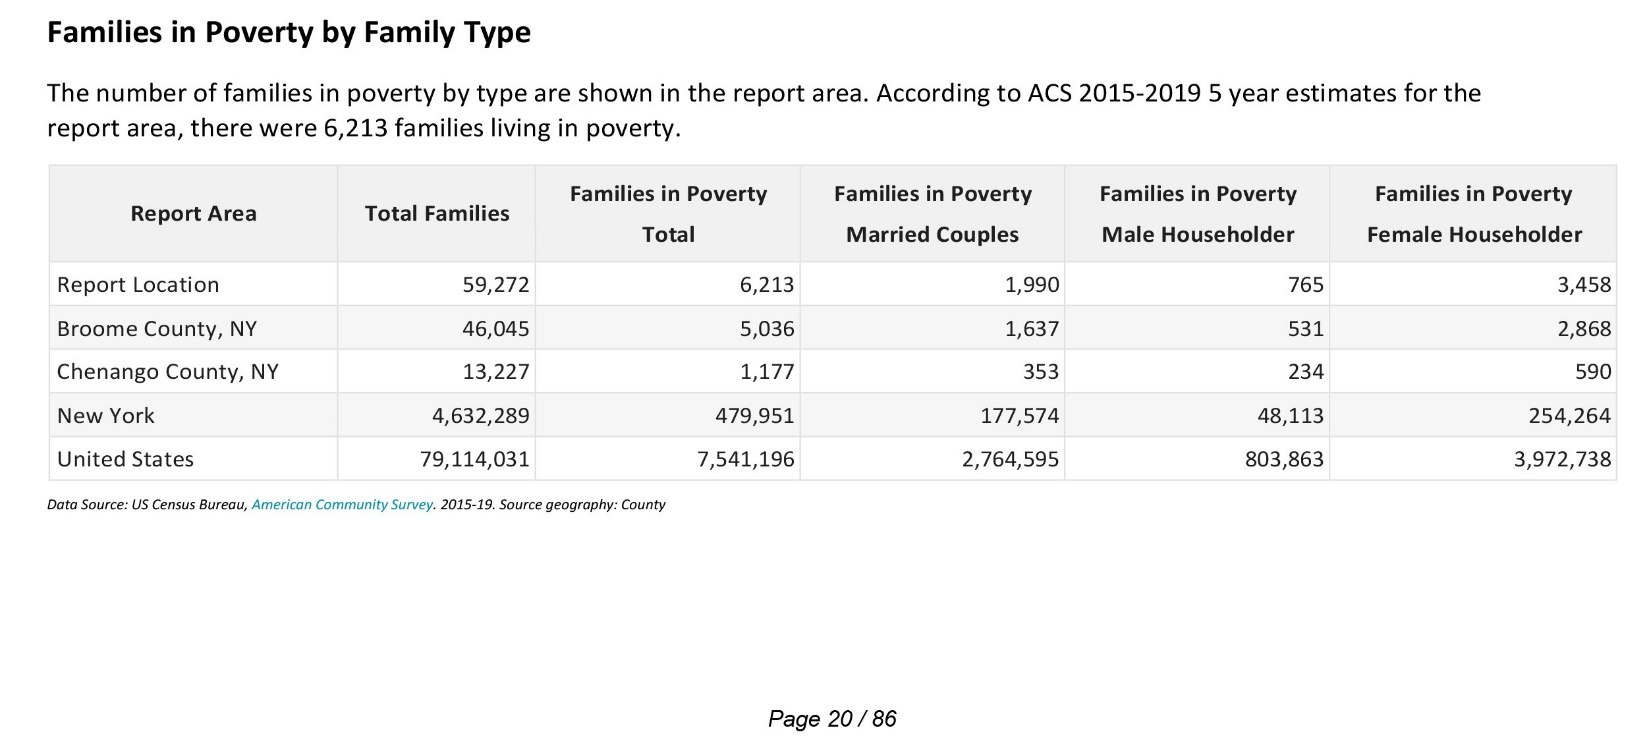 Families in Poverty by Family Type
The number of families in poverty by type are shown in the report area. According to ACS 2015-2019 5 year estimates for the
report area, there were 6,213 families living in poverty.
Report Area Total Families Families in Poverty Total Families in Poverty Married Couples Families in Poverty Male Householder Families in Poverty Female Householder
Report Location 59,272 6,213 1,990 765 3,458
Broome County, NY 46,045 5,036 1,637 531 2,868
Chenango County, NY 13,227 1,177 353 234 590
New York 4,632,289 479,951 177,574 48,113 254,264
United States 79,114,031 7,541,196 2,764,595 803,863 3,972,738
Data Source: US Census Bureau, American Community Survey. 2015-19. Source geography: County
Page 20 / 86